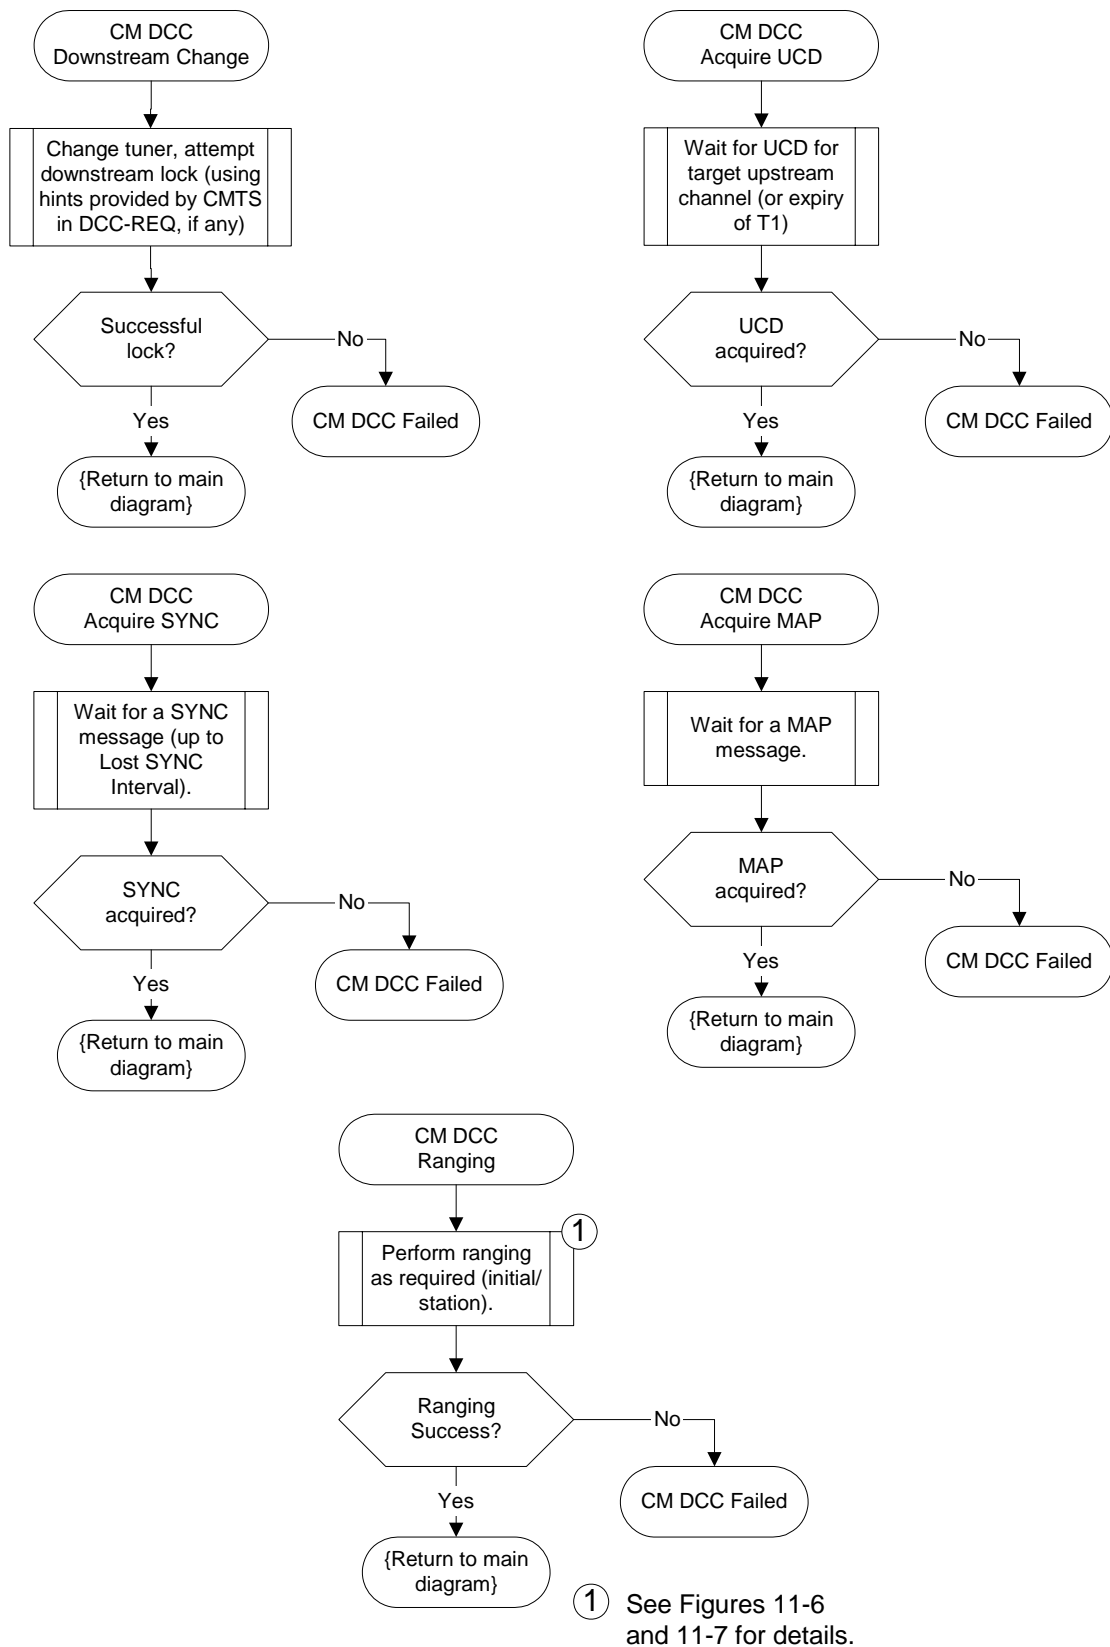 CM DCC
Downstream Change
Change tuner, attempt
downstream lock (using
hints provided by CMTS
in DCC-REQ, if any)
Successful
lock?
No
CM DCC Failed
Yes
{Return to main
diagram}
CM DCC
Acquire UCD
Wait for UCD for
target upstream
channel (or expiry
of T1)
UCD
acquired?
No
CM DCC Failed
Yes
{Return to main
diagram}
CM DCC
Acquire SYNC
Wait for a SYNC
message (up to
Lost SYNC
Interval).
SYNC
acquired?
No
CM DCC Failed
Yes
{Return to main
diagram}
CM DCC
Acquire MAP
Wait for a MAP
message.
MAP
acquired?
No
CM DCC Failed
Yes
{Return to main
diagram}
CM DCC
Ranging
1
Perform ranging
as required (initial/
station).
Ranging
Success?
No
CM DCC Failed
Yes
{Return to main
diagram}
1 See Figures 11-6
and 11-7 for details.